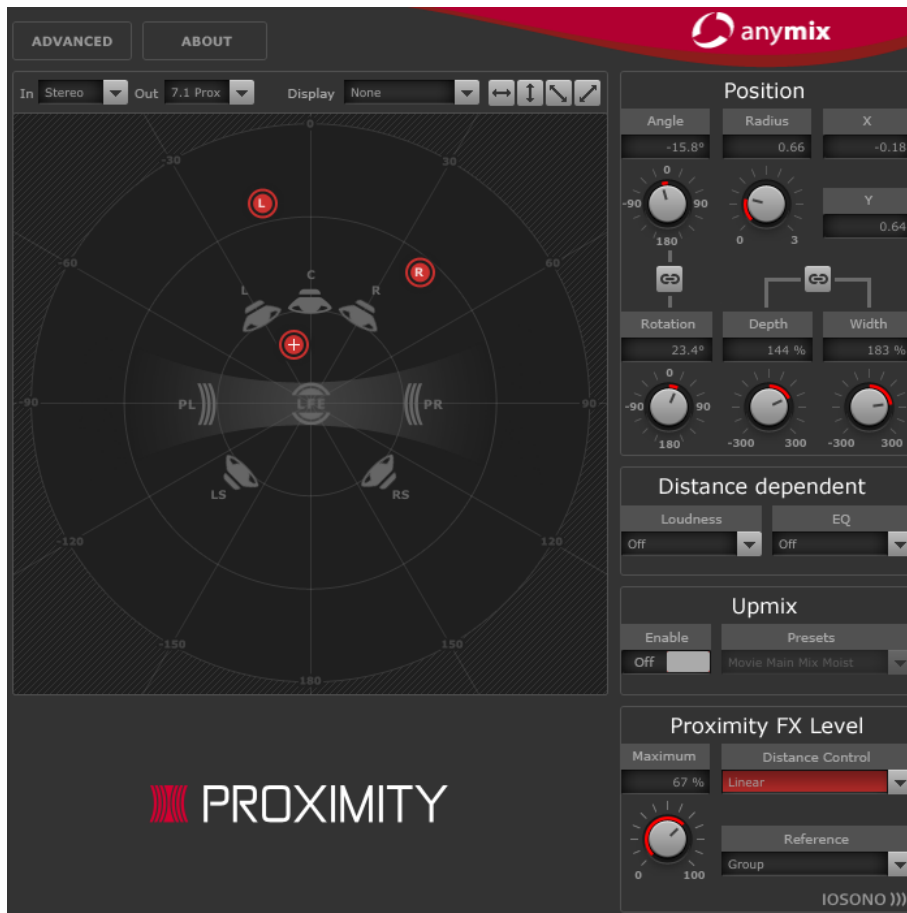 ADVANCED ABOUT
anymix
In Stereo Out 7.1 Prox Display None
Position
Angle Radius X
-15.8° 0.66 -0.18
0
-90 90
180
0 3
Y
0.64
Rotation Depth Width
23.4° 144 % 183 %
0
-90 90
180
-300 300
-300 300
0
-30 30
L
-60 60
R
C
L R
-90 PL LFE PR 90
LS RS
-120 120
-150 150
180
Distance dependent
Loudness EQ
Off Off
Upmix
Enable Presets
Off Movie Main Mix Moist
Proximity FX Level
Maximum Distance Control
67 % Linear
0 100
Reference
Group
PROXIMITY
IOSONO